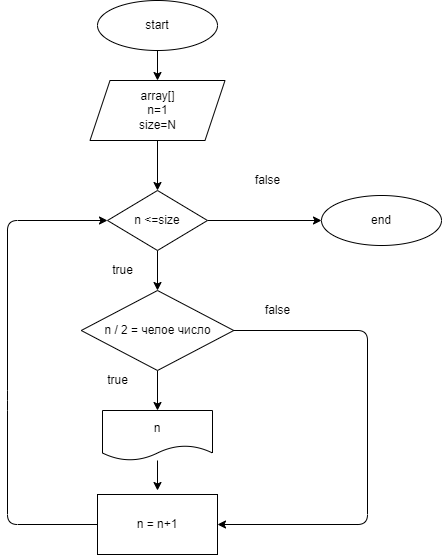 start
array[]
n=1
size=N
false
n <=size
end
true
false
n / 2 = челое число
true
n
n = n+1